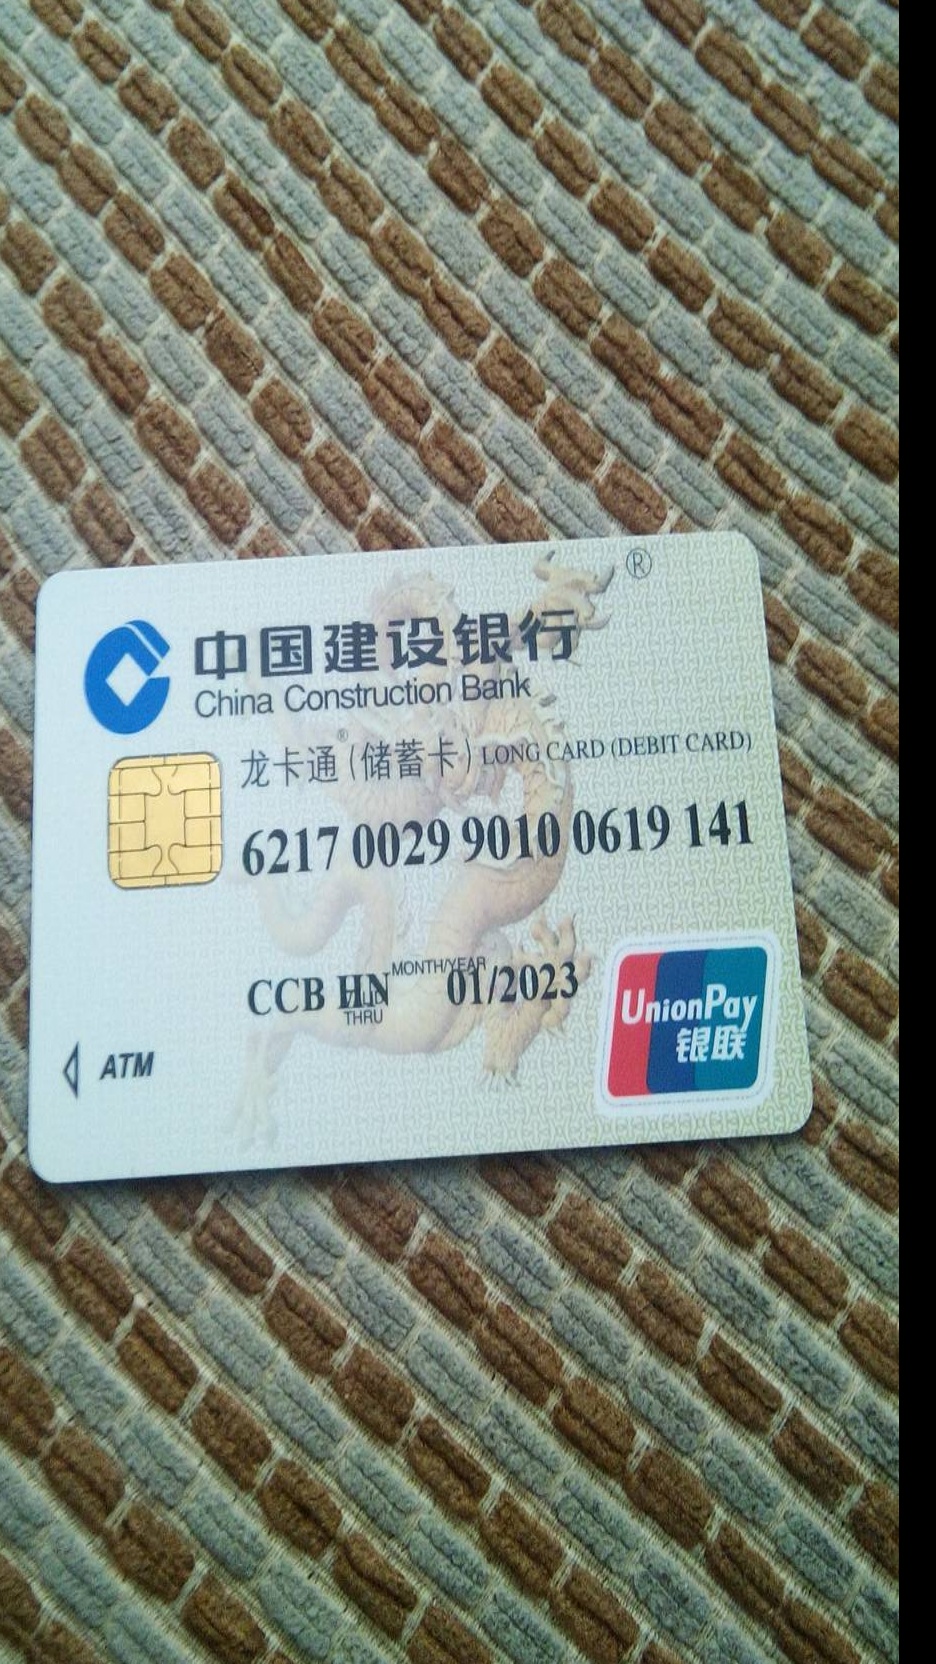 ®
中国建设银行
China Construction Bank
龙卡通®(储蓄卡) LONG CARD (DEBIT CARD)
6217 0029 9010 0619 141
MONTH/YEAR
CCB HN 01/2023
THRU
ATM
UnionPay
银联